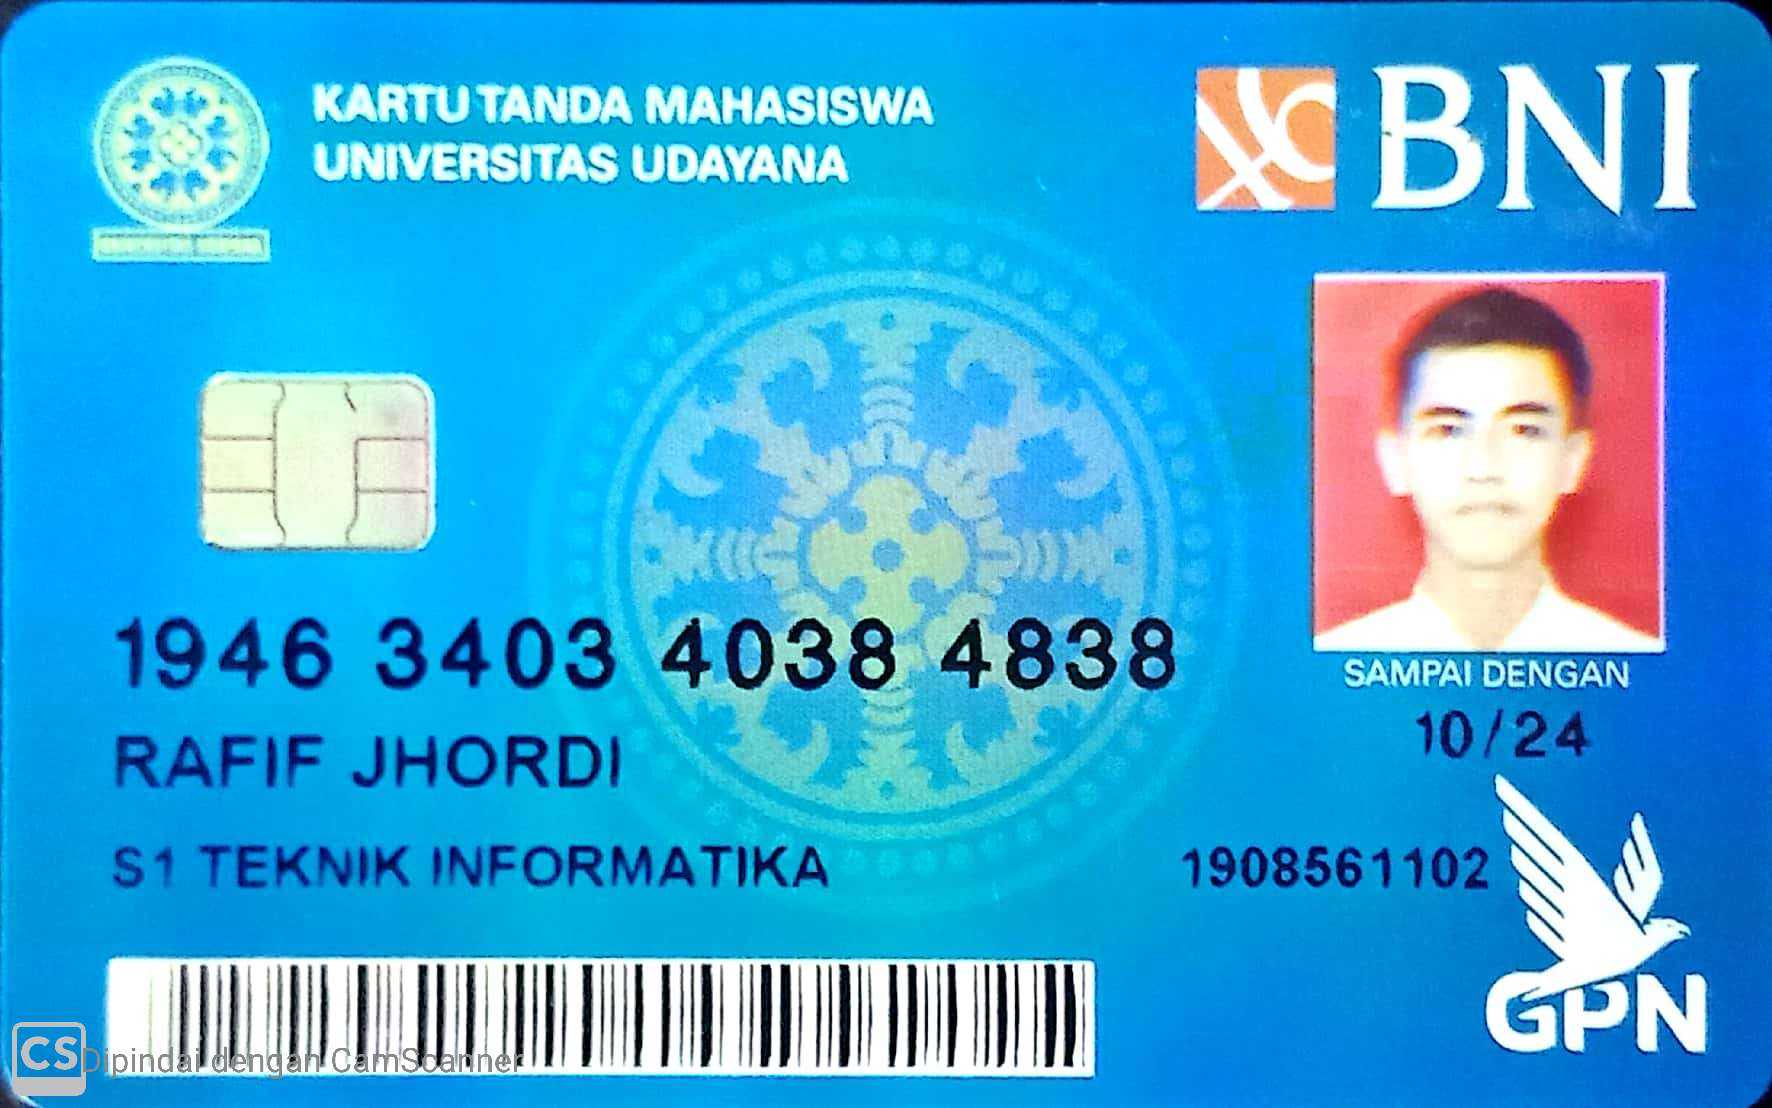 KARTU TANDA MAHASISWA
UNIVERSITAS UDAYANA
BNI
1946 3403 4038 4838
SAMPAI DENGAN
10/24
RAFIF JHORDI
S1 TEKNIK INFORMATIKA
1908561102
GPN
CS Dipindai dengan CamScanner